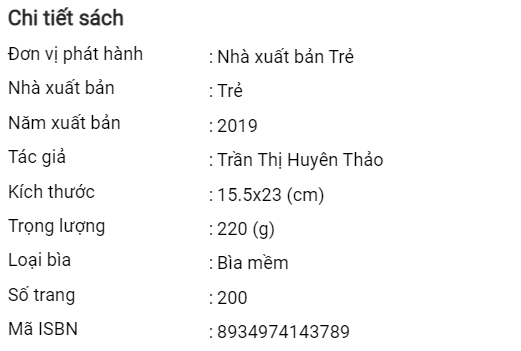 Chi tiết sách
Đơn vị phát hành : Nhà xuất bản Trẻ
Nhà xuất bản : Trẻ
Năm xuất bản : 2019
Tác giả : Trần Thị Huyên Thảo
Kích thước : 15.5x23 (cm)
Trọng lượng : 220 (g)
Loại bìa : Bìa mềm
Số trang : 200
Mã ISBN : 8934974143789